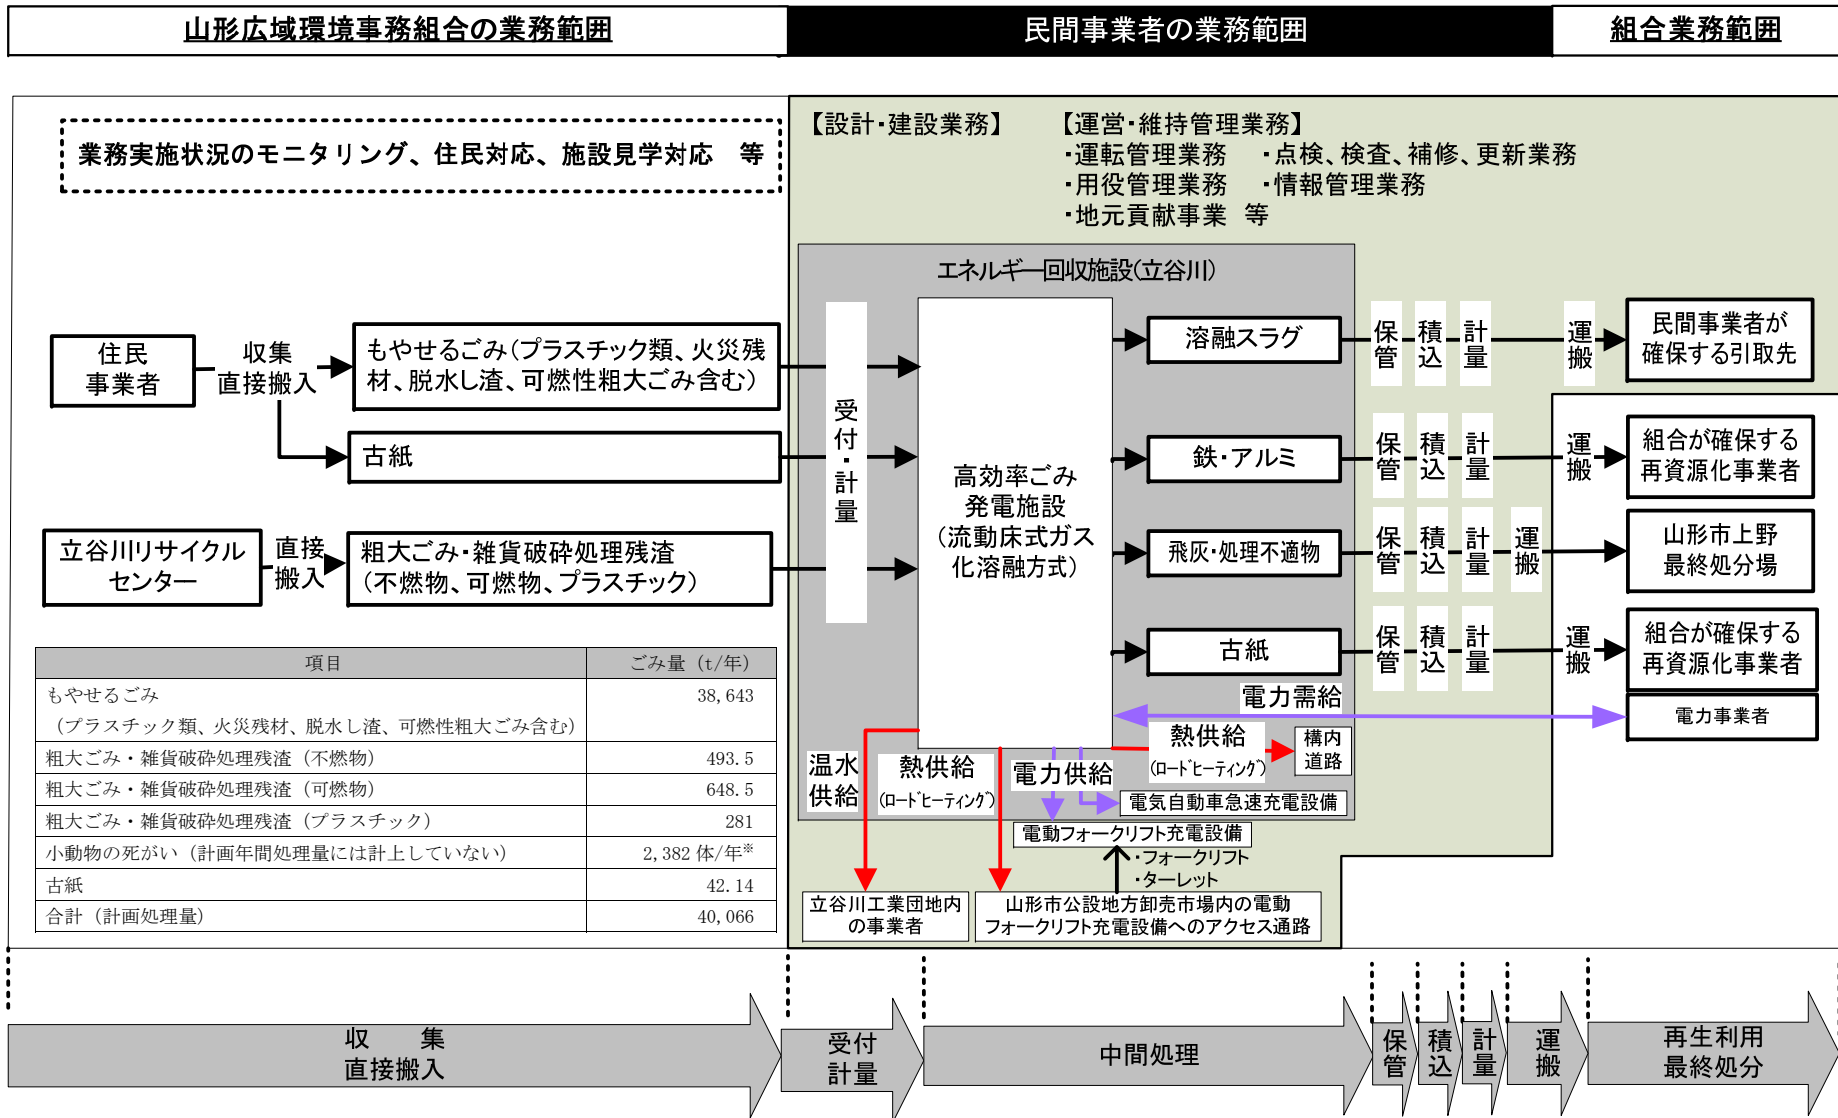 山形広域環境事務組合の業務範囲
民間事業者の業務範囲
組合業務範囲
業務実施状況のモニタリング、住民対応、施設見学対応　等
【設計・建設業務】
【運営・維持管理業務】
・運転管理業務　・点検、検査、補修、更新業務
・用役管理業務　・情報管理業務
・地元貢献事業　等
エネルギー回収施設(立谷川)
住民
事業者
収集
直接搬入
もやせるごみ(プラスチック類、火災残
材、脱水し渣、可燃性粗大ごみ含む)
古紙
立谷川リサイクル
センター
直接
搬入
粗大ごみ・雑貨破砕処理残渣
(不燃物、可燃物、プラスチック)
受付・計量
高効率ごみ
発電施設
(流動床式ガス
化溶融方式)
溶融スラグ
保管
積込
計量
運搬
民間事業者が
確保する引取先
鉄・アルミ
保管
積込
計量
運搬
組合が確保する
再資源化事業者
飛灰・処理不適物
保管
積込
計量
運搬
山形市上野
最終処分場
古紙
保管
積込
計量
運搬
組合が確保する
再資源化事業者
電力需給
電力事業者
温水
供給
熱供給
(ロードヒーティング)
電力供給
熱供給
(ロードヒーティング)
構内
道路
電気自動車急速充電設備
電動フォークリフト充電設備
・フォークリフト
・ターレット
立谷川工業団地内
の事業者
山形市公設地方卸売市場内の電動
フォークリフト充電設備へのアクセス通路
項目　ごみ量（t/年）
もやせるごみ　38,643
（プラスチック類、火災残材、脱水し渣、可燃性粗大ごみ含む）
粗大ごみ・雑貨破砕処理残渣（不燃物）　493.5
粗大ごみ・雑貨破砕処理残渣（可燃物）　648.5
粗大ごみ・雑貨破砕処理残渣（プラスチック）　281
小動物の死がい（計画年間処理量には計上していない）　2,382 体/年※
古紙　42.14
合計（計画処理量）　40,066
収　集
直接搬入
受付
計量
中間処理
保管
積込
計量
運搬
再生利用
最終処分